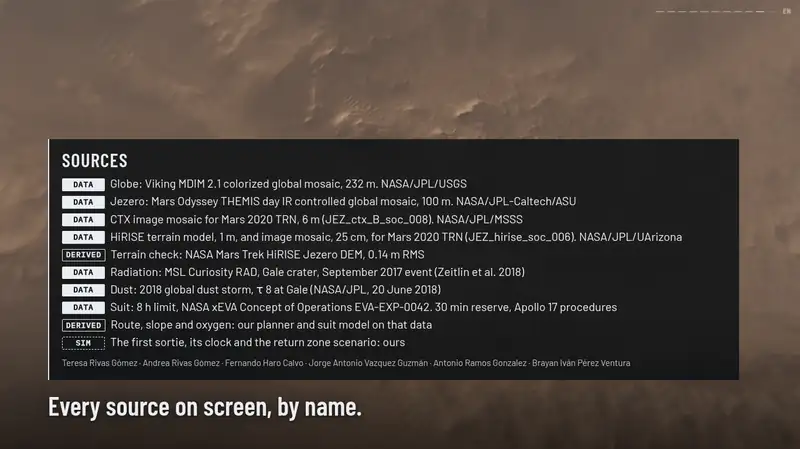 EN
SOURCES
DATA Globe: Viking MDIM 2.1 colorized global mosaic, 232 m. NASA/JPL/USGS
DATA Jezero: Mars Odyssey THEMIS day IR controlled global mosaic, 100 m. NASA/JPL-Caltech/ASU
DATA CTX image mosaic for Mars 2020 TRN, 6 m (JEZ_ctx_B_soc_008). NASA/JPL/MSSS
DATA HiRISE terrain model, 1 m, and image mosaic, 25 cm, for Mars 2020 TRN (JEZ_hirise_soc_006). NASA/JPL/UArizona
DERIVED Terrain check: NASA Mars Trek HiRISE Jezero DEM, 0.14 m RMS
DATA Radiation: MSL Curiosity RAD, Gale crater, September 2017 event (Zeitlin et al. 2018)
DATA Dust: 2018 global dust storm, τ 8 at Gale (NASA/JPL, 20 June 2018)
DATA Suit: 8 h limit, NASA xEVA Concept of Operations EVA-EXP-0042. 30 min reserve, Apollo 17 procedures
DERIVED Route, slope and oxygen: our planner and suit model on that data
SIM The first sortie, its clock and the return zone scenario: ours
Teresa Rivas Gómez · Andrea Rivas Gómez · Fernando Haro Calvo · Jorge Antonio Vazquez Guzmán · Antonio Ramos Gonzalez · Brayan Iván Pérez Ventura
Every source on screen, by name.